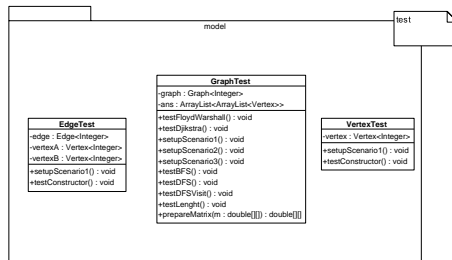 model
test
EdgeTest
-edge : Edge<Integer>
-vertexA : Vertex<Integer>
-vertexB : Vertex<Integer>
+setupScenario1() : void
+testConstructor() : void
GraphTest
-graph : Graph<Integer>
-ans : ArrayList<ArrayList<Vertex>>
+testFloydWarshall() : void
+testDjikstra() : void
+setupScenario1() : void
+setupScenario2() : void
+setupScenario3() : void
+testBFS() : void
+testDFS() : void
+testDFSVisit() : void
+testLenght() : void
+prepareMatrix(m : double[][]) : double[][]
VertexTest
-vertex : Vertex<Integer>
+setupScenario1() : void
+testConstructor() : void